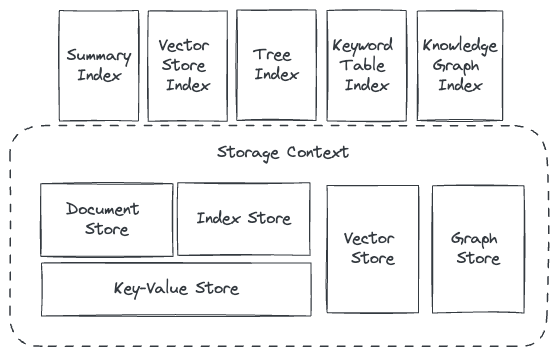 Summary
Index
Vector
Store
Index
Tree
Index
Keyword
Table
Index
Knowledge
Graph
Index
Storage Context
Document
Store
Index Store
Vector
Store
Graph
Store
Key-Value Store